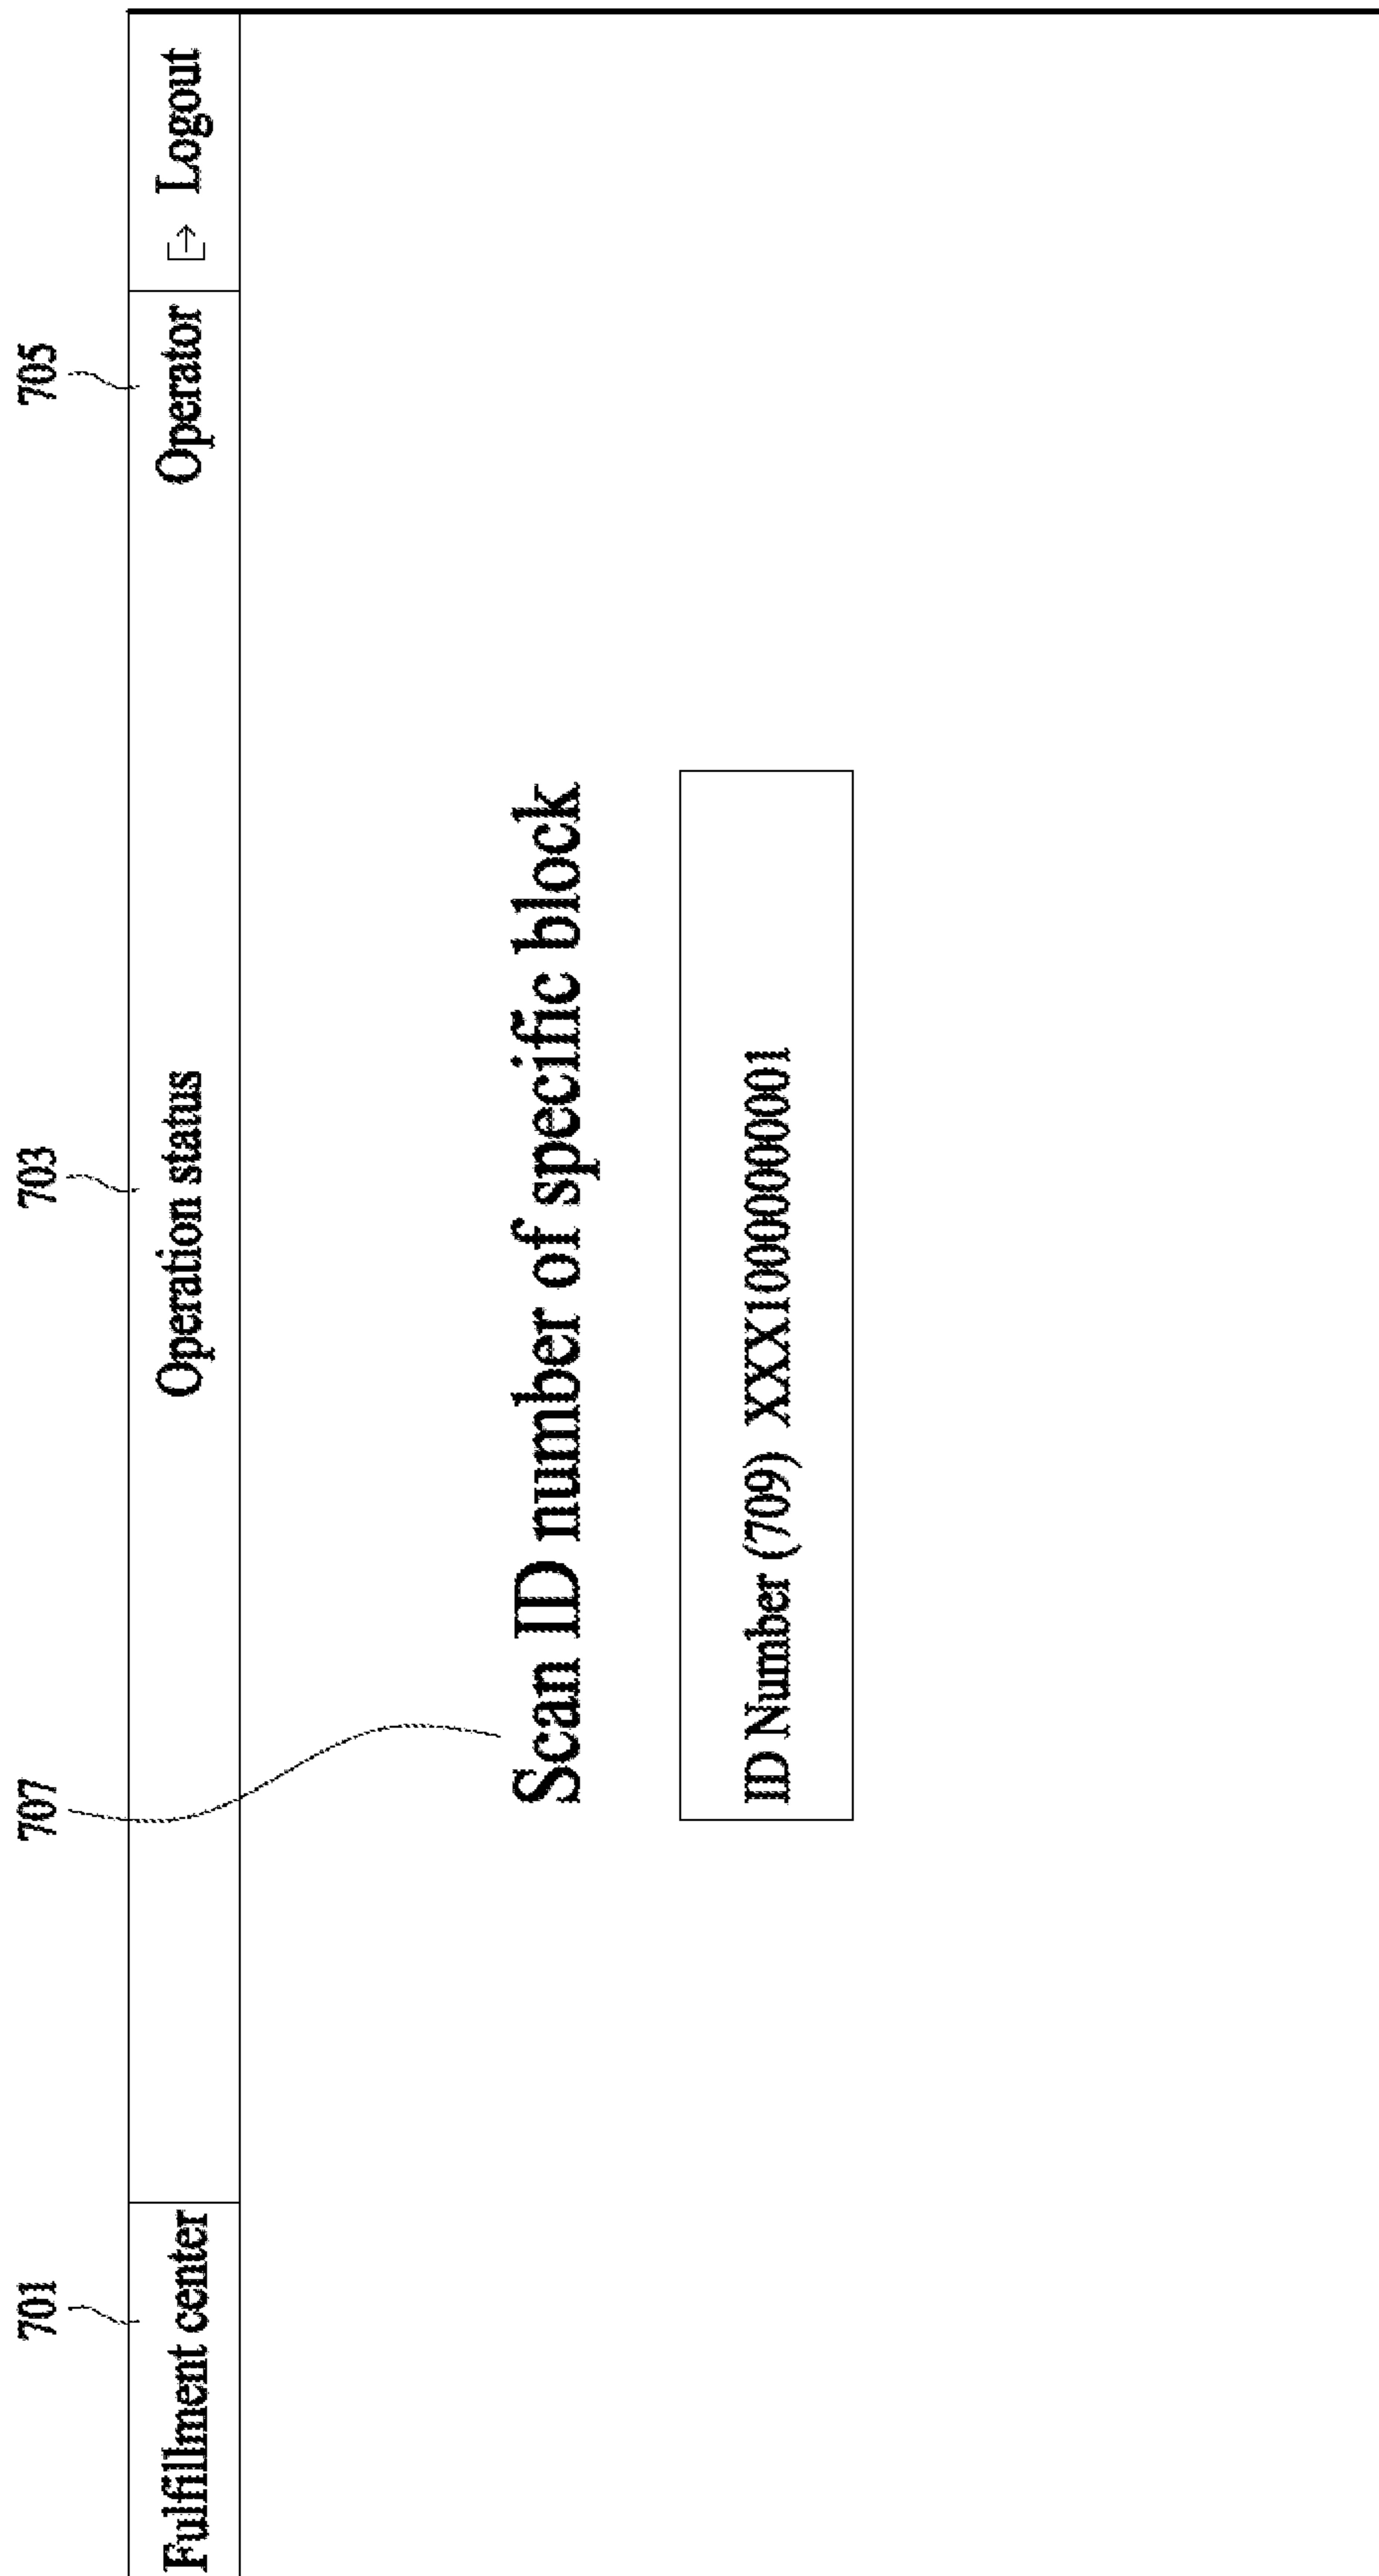 701
707
703
705
Fulfillment center
Operation status
Operator
Logout
Scan ID number of specific block
ID Number (709) XXX1000000001